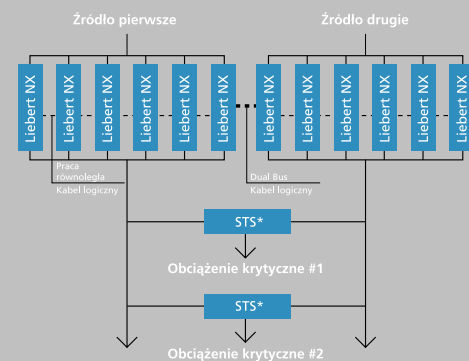 Źródło pierwsze
Źródło drugie
Liebert NX
Liebert NX
Liebert NX
Liebert NX
Liebert NX
Liebert NX
Liebert NX
Liebert NX
Liebert NX
Liebert NX
Liebert NX
Liebert NX
Praca
równoległa
Kabel logiczny
Dual Bus
Kabel logiczny
STS*
Obciążenie krytyczne #1
STS*
Obciążenie krytyczne #2